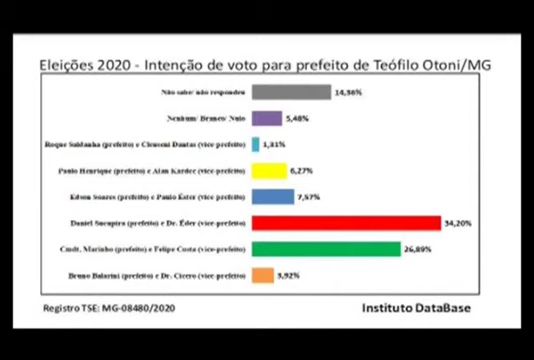 Eleições 2020 - Intenção de voto para prefeito de Teófilo Otoni/MG
Não sabe/ não respondeu 14,38%
Nenhum/ Branco/ Nulo 5,48%
Roque Saldanha (prefeito) e Cleuseni Dantas (vice-prefeito) 1,31%
Paulo Henrique (prefeito) e Alan Kardec (vice-prefeito) 6,27%
Edson Soares (prefeito) e Paulo Éster (vice-prefeito) 7,57%
Daniel Sucupira (prefeito) e Dr. Éder (vice-prefeito) 34,20%
Cmdt. Marinho (prefeito) e Felipe Costa (vice-prefeito) 26,89%
Bruno Balarini (prefeito) e Dr. Cicero (vice-prefeito) 3,92%
Registro TSE: MG-08480/2020
Instituto DataBase